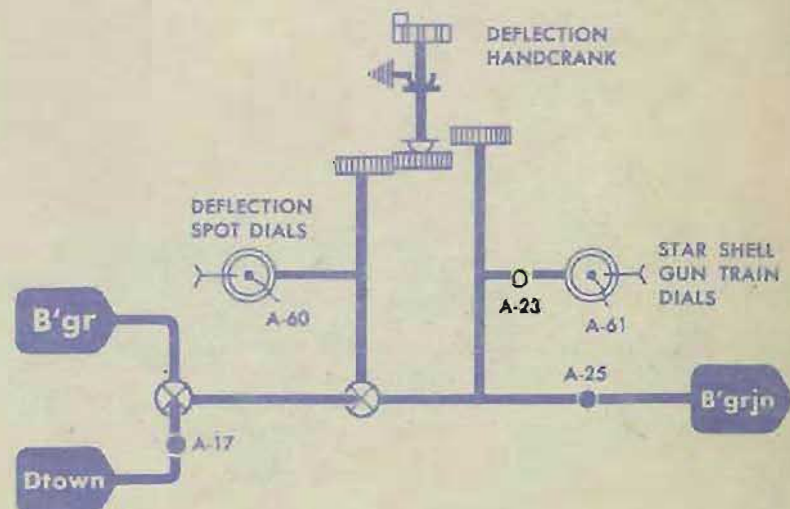 DEFLECTION
HANDCRANK
DEFLECTION
SPOT DIALS
STAR SHELL
GUN TRAIN
DIALS
A-23
A-60
A-61
B'gr
A-25
B'grjn
A-17
Dtown